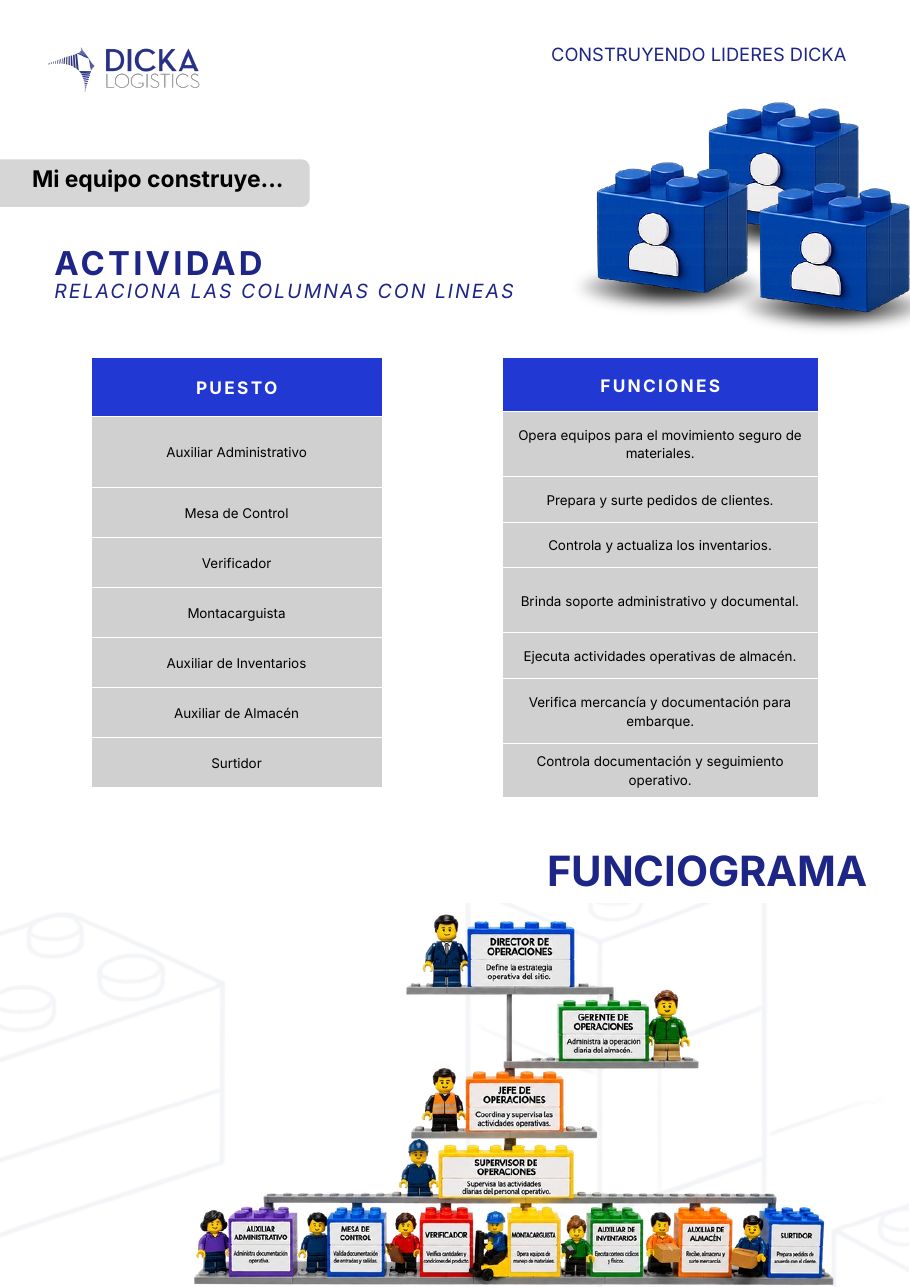 DICKA
LOGISTICS
CONSTRUYENDO LIDERES DICKA
Mi equipo construye...
ACTIVIDAD
RELACIONA LAS COLUMNAS CON LINEAS
PUESTO
Auxiliar Administrativo
Mesa de Control
Verificador
Montacarguista
Auxiliar de Inventarios
Auxiliar de Almacén
Surtidor
FUNCIONES
Opera equipos para el movimiento seguro de
materiales.
Prepara y surte pedidos de clientes.
Controla y actualiza los inventarios.
Brinda soporte administrativo y documental.
Ejecuta actividades operativas de almacén.
Verifica mercancía y documentación para
embarque.
Controla documentación y seguimiento
operativo.
FUNCIOGRAMA
DIRECTOR DE
OPERACIONES
Define la estrategia
operativa del sitio.
GERENTE DE
OPERACIONES
Administra la operación
diaria del almacén.
JEFE DE
OPERACIONES
Coordina y supervisa las
actividades operativas.
SUPERVISOR DE
OPERACIONES
Supervisa las actividades
diarias del personal operativo.
AUXILIAR
ADMINISTRATIVO
Administra documentación
operativa.
MESA DE
CONTROL
Valida documentación
de entradas y salidas.
VERIFICADOR
Verifica cantidades y
condiciones del producto.
MONTACARGUISTA
Opera equipos de
manejo de materiales.
AUXILIAR DE
INVENTARIOS
Ejecuta conteos cíclicos
y físicos.
AUXILIAR DE
ALMACÉN
Recibe, almacena y
surte mercancía
SURTIDOR
Prepara pedidos de
acuerdo con el cliente.